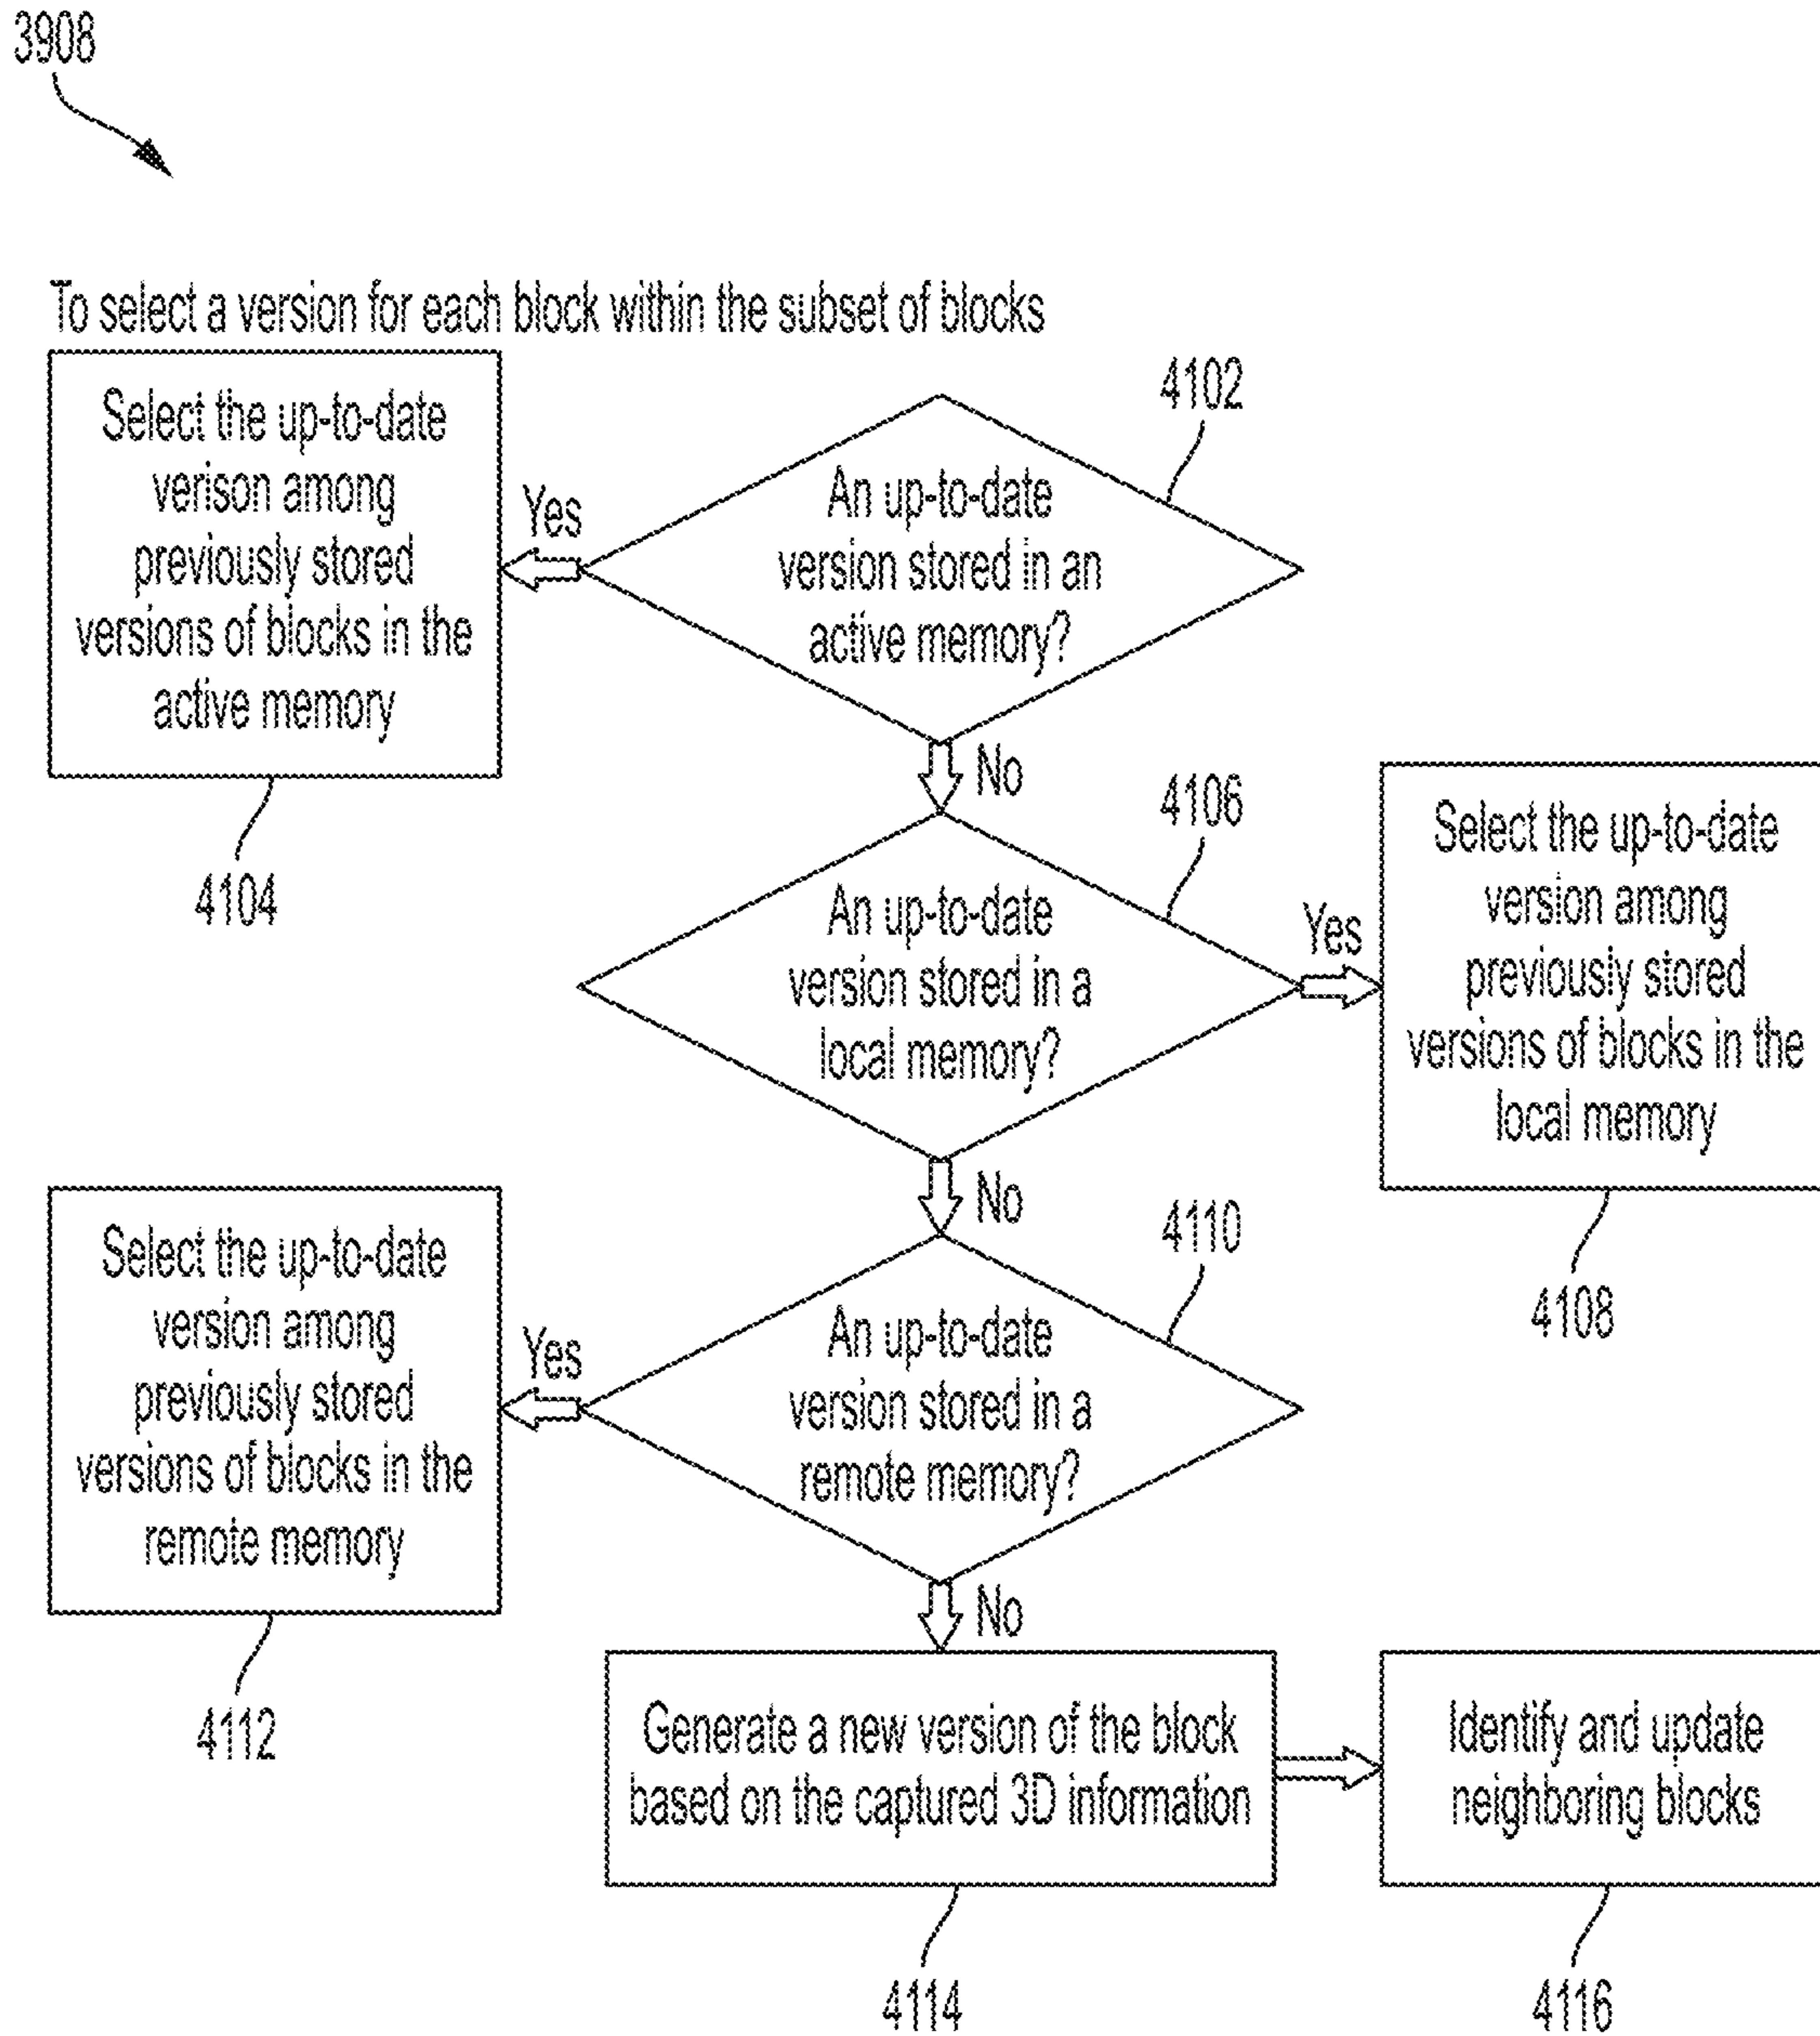 3908
To select a version for each block within the subset of blocks
Select the up-to-date
verison among
previously stored
versions of blocks in the
active memory
4104
Yes
An up-to-date
version stored in an
active memory?
4102
No
An up-to-date
version stored in a
local memory?
4106
Yes
Select the up-to-date
version among
previously stored
versions of blocks in the
local memory
4108
No
An up-to-date
version stored in a
remote memory?
4110
Yes
Select the up-to-date
version among
previously stored
versions of blocks in the
remote memory
4112
No
Generate a new version of the block
based on the captured 3D information
4114
Identify and update
neighboring blocks
4116